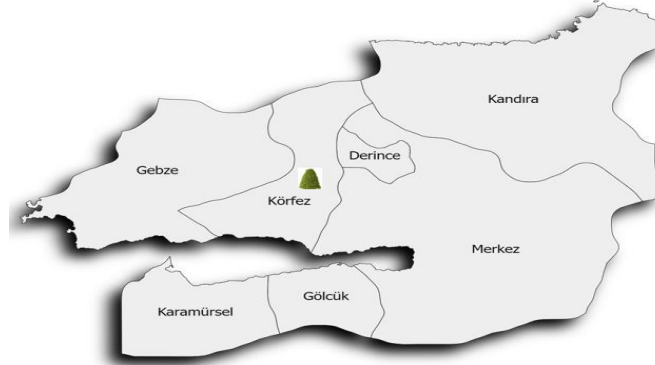 Kandıra
Derince
Gebze
Körfez
Merkez
Gölcük
Karamürsel